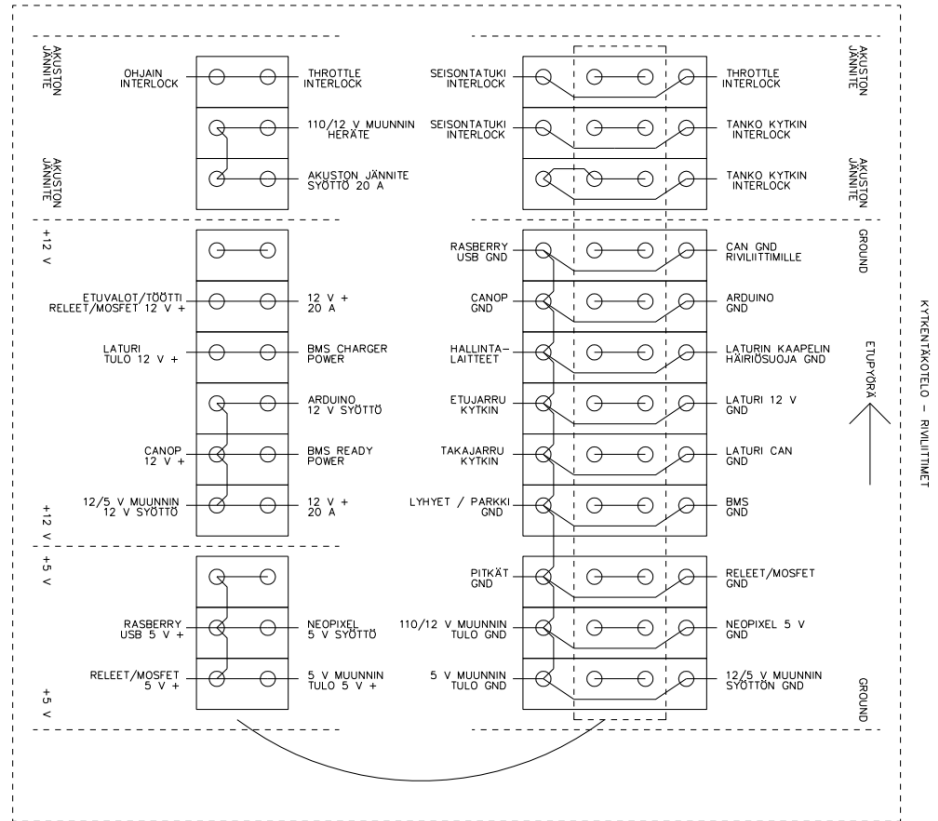 AKUSTON
JÄNNITE
OHJAIN
INTERLOCK
THROTTLE
INTERLOCK
110/12 V MUUNNIN
HERÄTE
AKUSTON JÄNNITE
SYÖTTÖ 20 A
AKUSTON
JÄNNITE
SEISONTATUKI
INTERLOCK
THROTTLE
INTERLOCK
AKUSTON
JÄNNITE
SEISONTATUKI
INTERLOCK
TANKO KYTKIN
INTERLOCK
TANKO KYTKIN
INTERLOCK
AKUSTON
JÄNNITE
+12 V
ETUVALOT/TÖÖTTI
RELEET/MOSFET 12 V +
12 V +
20 A
LATURI
TULO 12 V +
BMS CHARGER
POWER
ARDUINO
12 V SYÖTTÖ
CANOP
12 V +
BMS READY
POWER
12/5 V MUUNNIN
12 V SYÖTTÖ
12 V +
20 A
+12 V
RASBERRY
USB GND
CAN GND
RIVILIITTIMILLE
GROUND
CANOP
GND
ARDUINO
GND
HALLINTA-
LAITTEET
LATURIN KAAPELIN
HÄIRIÖSUOJA GND
ETUJARRU
KYTKIN
LATURI 12 V
GND
TAKAJARRU
KYTKIN
LATURI CAN
GND
LYHYET / PARKKI
GND
BMS
GND
+5 V
RASBERRY
USB 5 V +
NEOPIXEL
5 V SYÖTTÖ
RELEET/MOSFET
5 V +
5 V MUUNNIN
TULO 5 V +
+5 V
PITKÄT
GND
RELEET/MOSFET
GND
110/12 V MUUNNIN
TULO GND
NEOPIXEL 5 V
GND
5 V MUUNNIN
TULO GND
12/5 V MUUNNIN
SYÖTTÖN GND
GROUND
ETUPYÖRÄ
KYTKENTÄKOTELO - RIVILIITTIMET